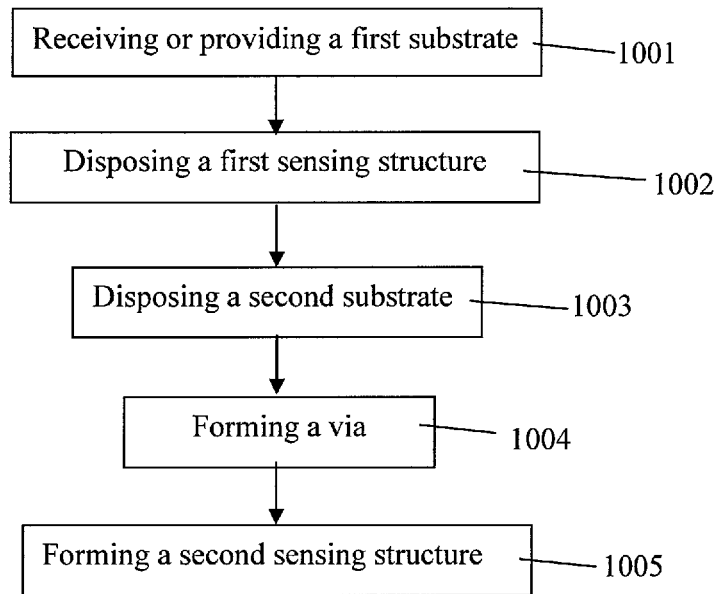 Receiving or providing a first substrate
1001
Disposing a first sensing structure
1002
Disposing a second substrate
1003
Forming a via
1004
Forming a second sensing structure
1005